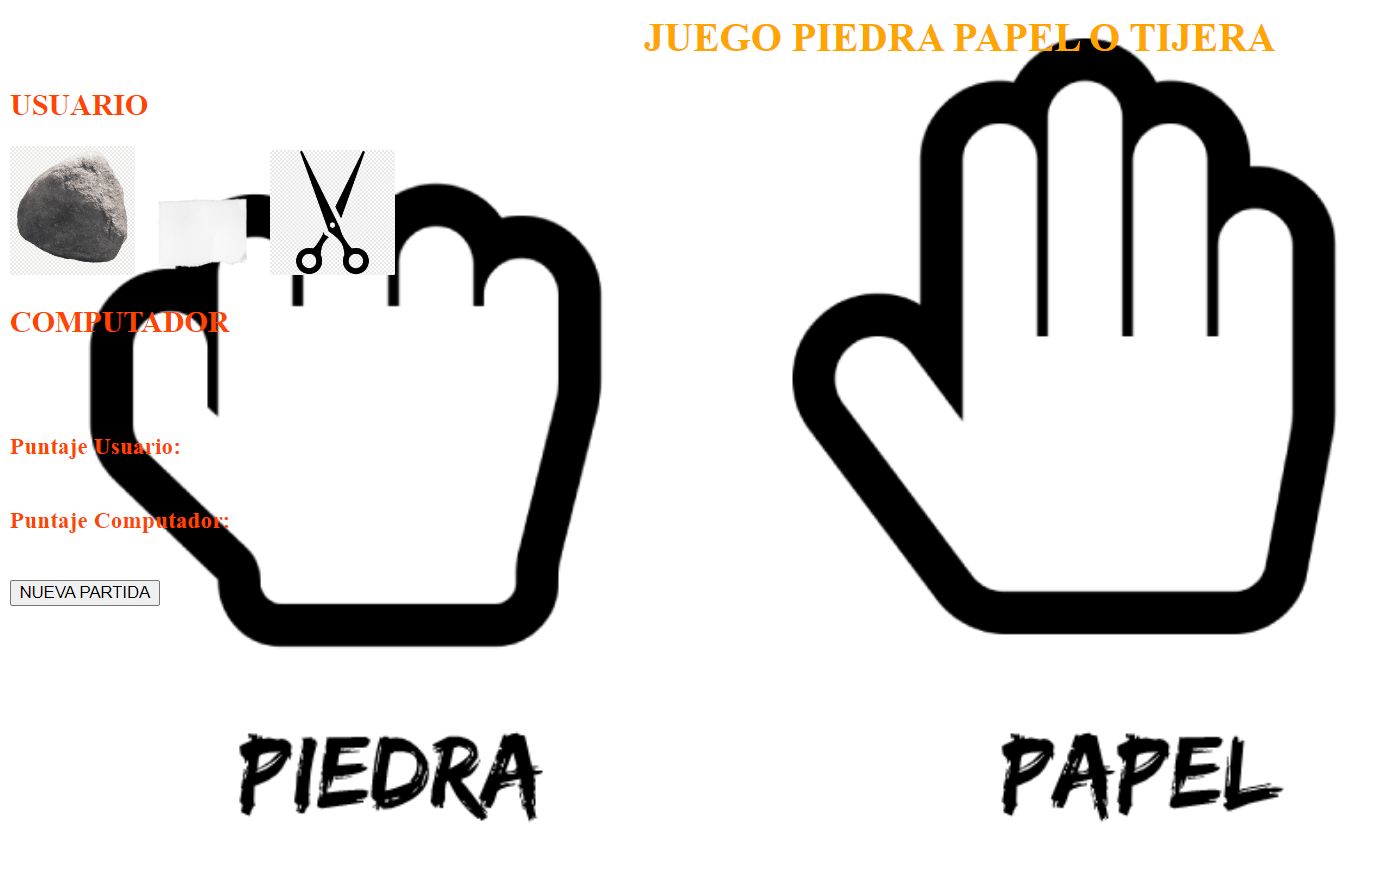 JUEGO PIEDRA PAPEL O TIJERA
USUARIO
COMPUTADOR
Puntaje Usuario:
Puntaje Computador:
NUEVA PARTIDA
PIEDRA
PAPEL